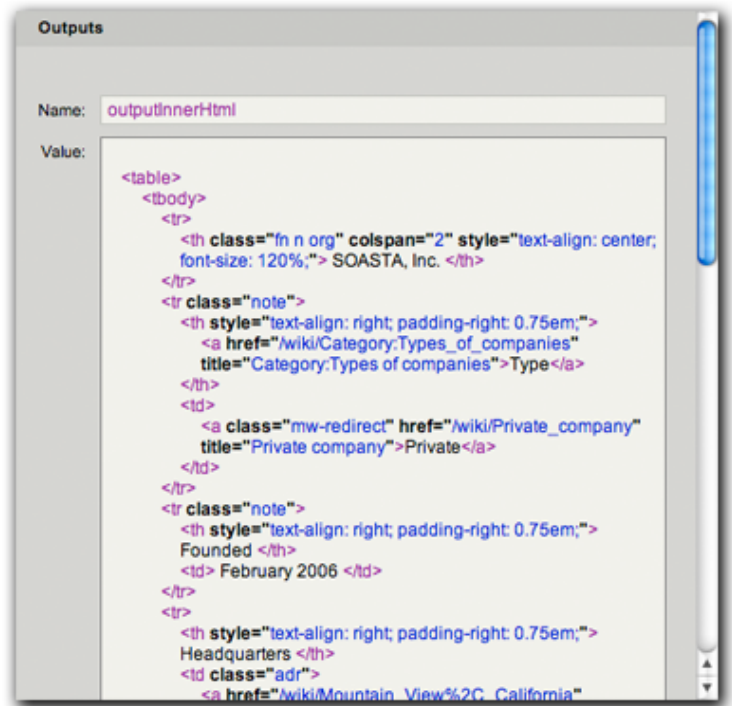 Outputs
Name: outputInnerHtml
Value:
<table>
<tbody>
<tr>
<th class="fn n org" colspan="2" style="text-align: center;
font-size: 120%;"> SOASTA, Inc. </th>
</tr>
<tr class="note">
<th style="text-align: right; padding-right: 0.75em;">
<a href="/wiki/Category:Types_of_companies"
title="Category:Types of companies">Type</a>
</th>
<td>
<a class="mw-redirect" href="/wiki/Private_company"
title="Private company">Private</a>
</td>
</tr>
<tr class="note">
<th style="text-align: right; padding-right: 0.75em;">
Founded </th>
<td> February 2006 </td>
</tr>
<tr>
<th style="text-align: right; padding-right: 0.75em;">
Headquarters </th>
<td class="adr">
<a href="/wiki/Mountain_View%2C_California"